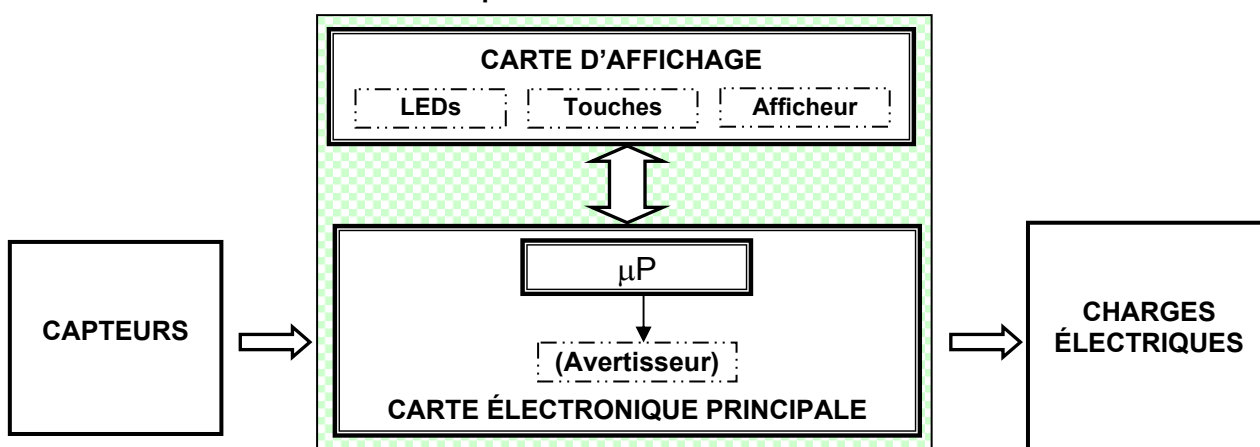 CARTE D’AFFICHAGE
LEDs
Touches
Afficheur
CAPTEURS
μP
(Avertisseur)
CARTE ÉLECTRONIQUE PRINCIPALE
CHARGES
ÉLECTRIQUES